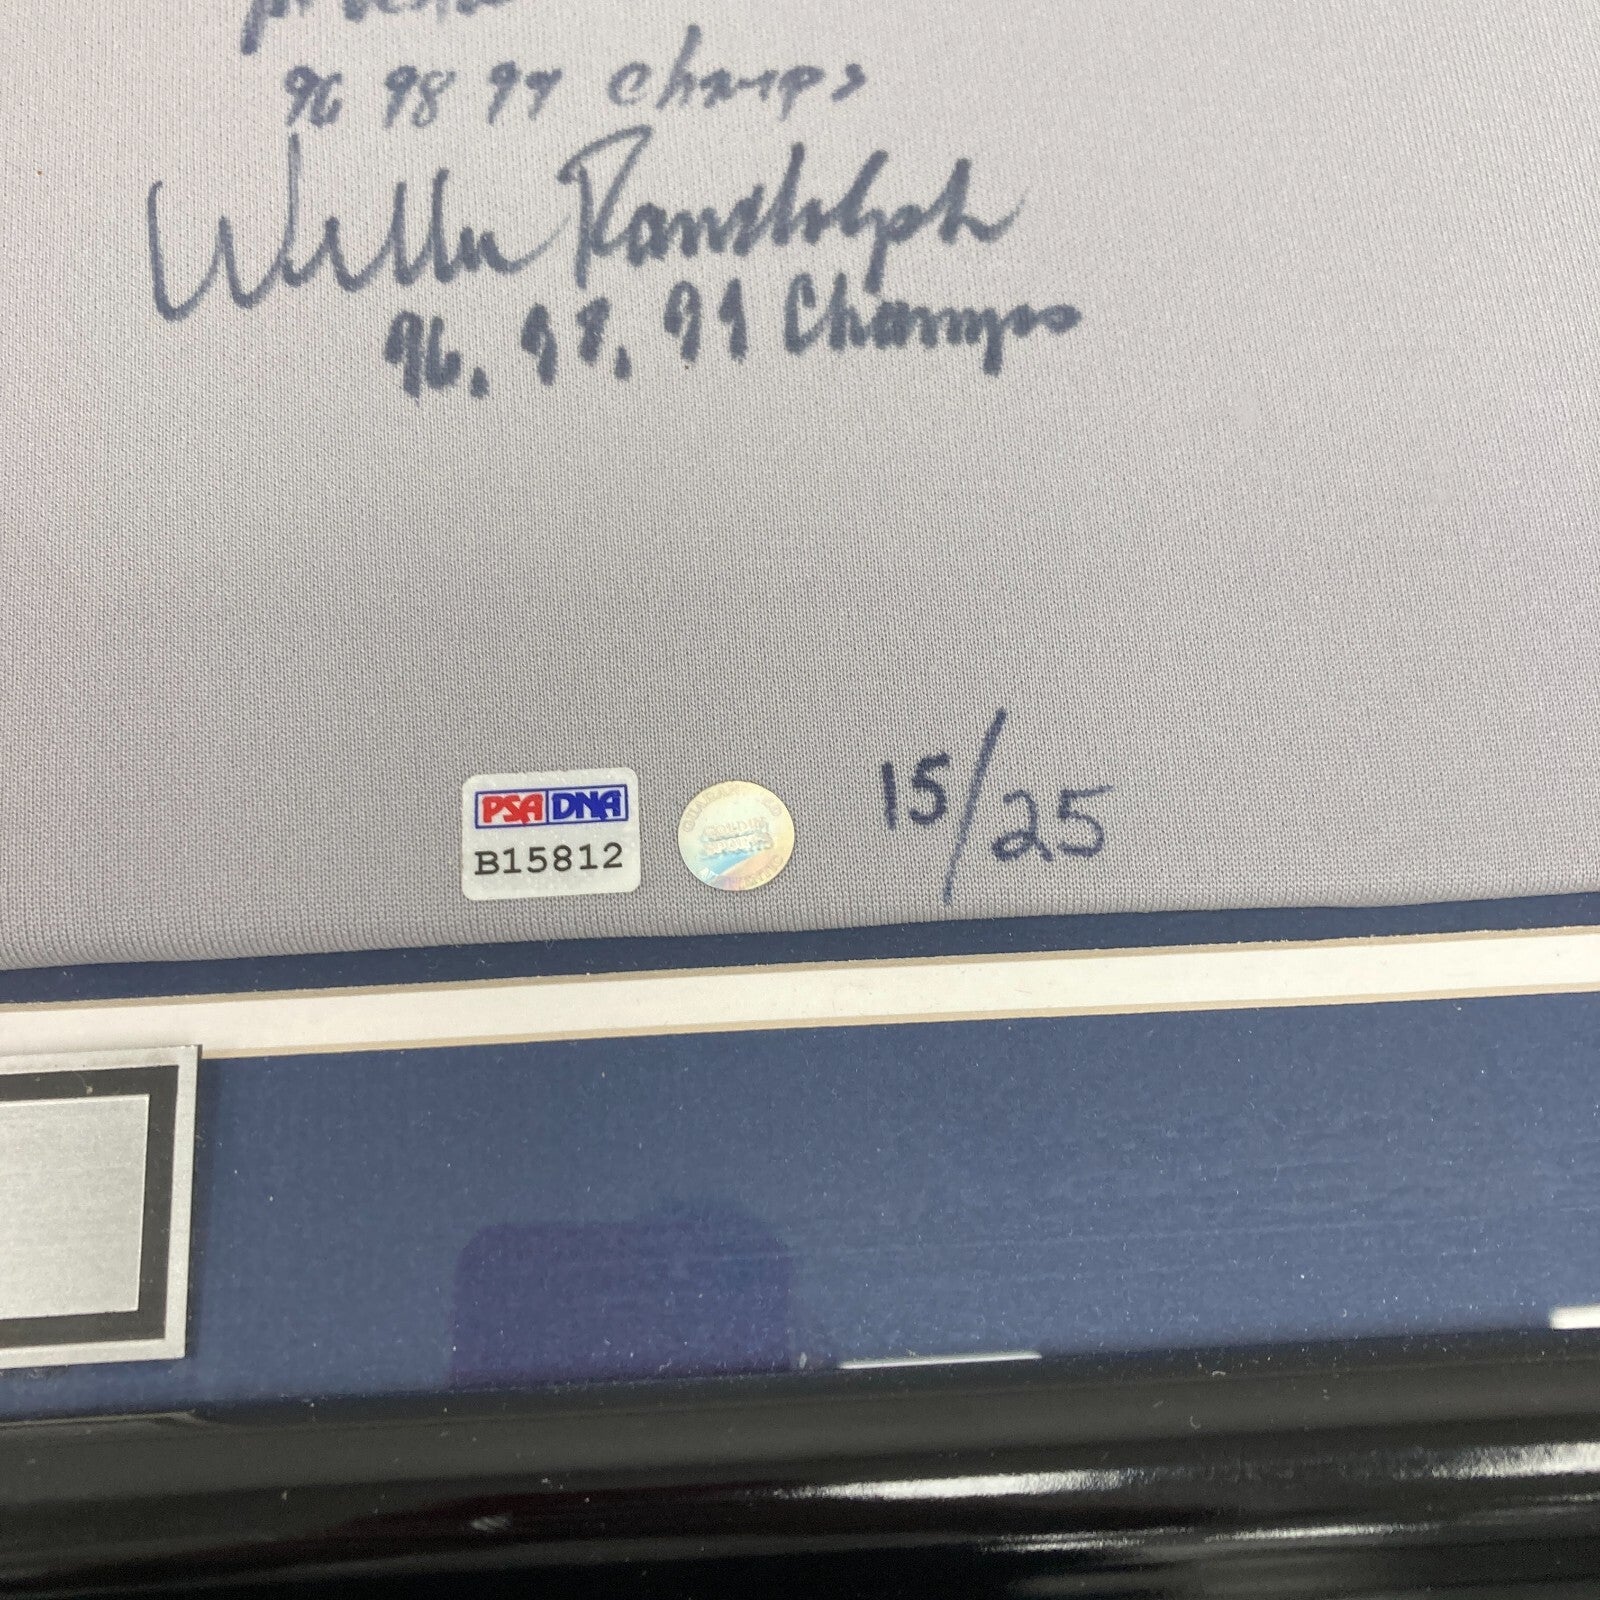 96 98 99 champs
Willie Randolph
96, 98, 99 Champs
PSA DNA
B15812
15/25